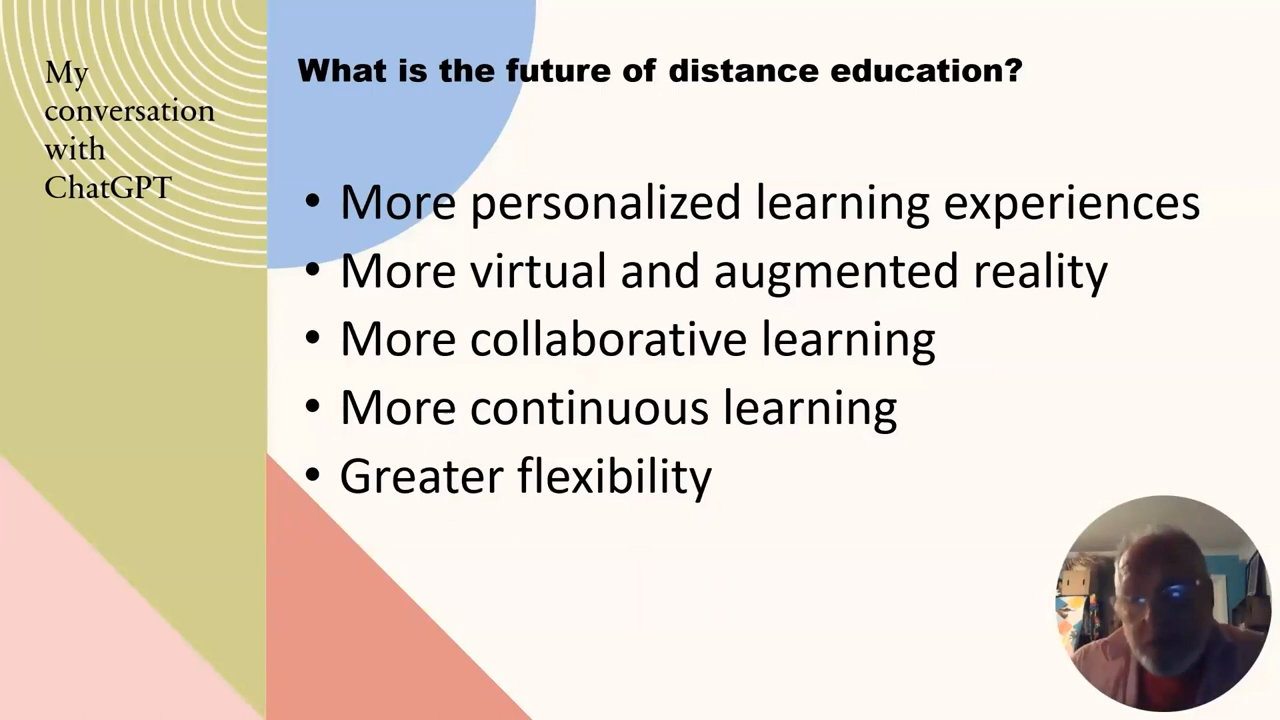 My
conversation
with
ChatGPT
What is the future of distance education?
• More personalized learning experiences
• More virtual and augmented reality
• More collaborative learning
• More continuous learning
• Greater flexibility